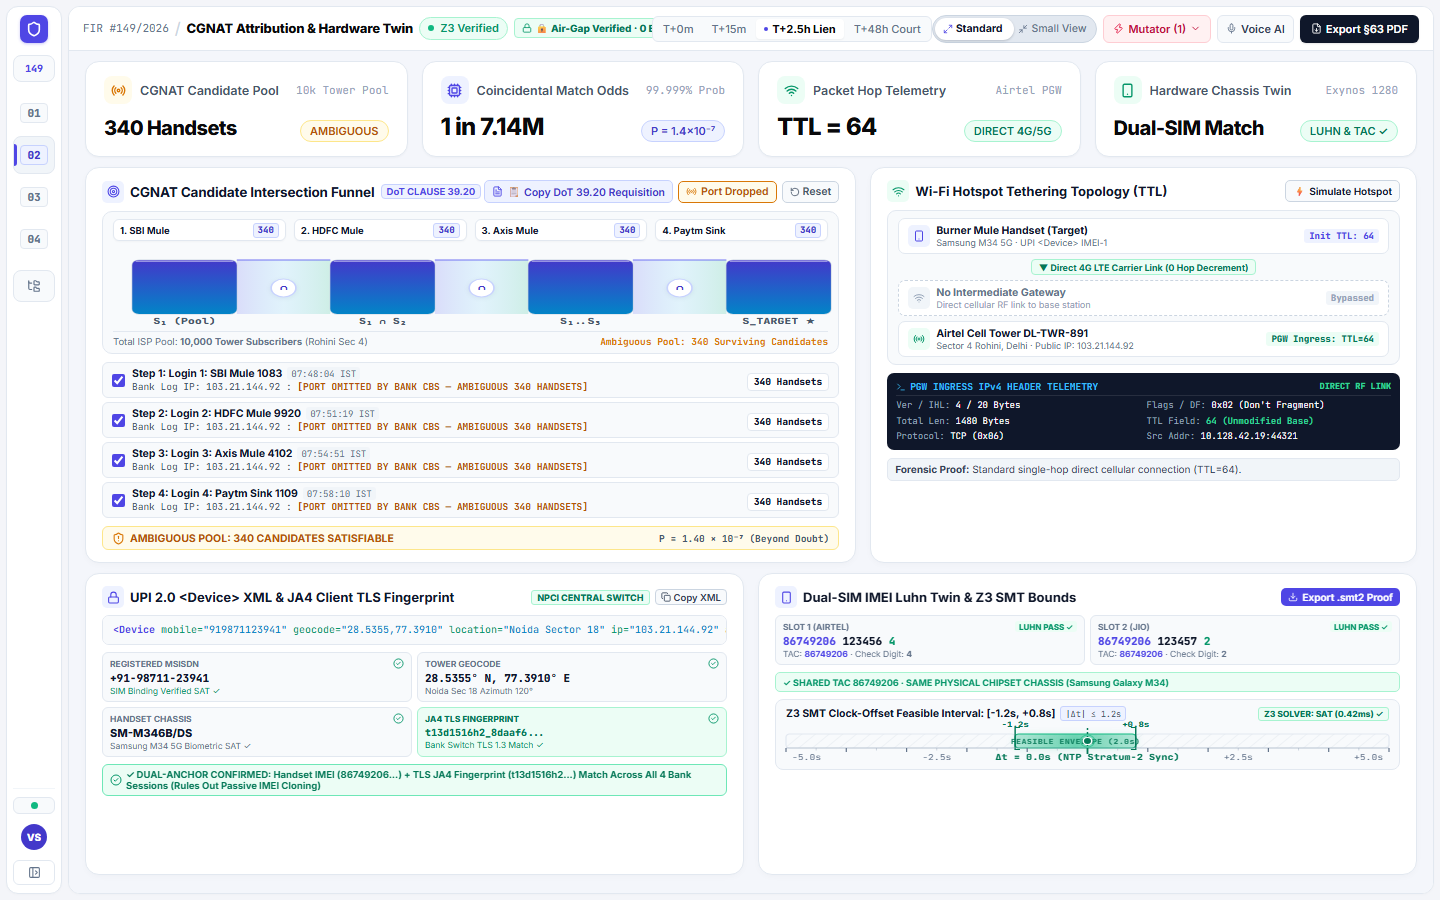 FIR #149/2026 / CGNAT Attribution & Hardware Twin
Z3 Verified
Air-Gap Verified · 0
T+0m
T+15m
T+2.5h Lien
T+48h Court
Standard
Small View
Mutator (1)
Voice AI
Export §63 PDF
149
01
02
03
04
VS
CGNAT Candidate Pool
10k Tower Pool
340 Handsets
AMBIGUOUS
Coincidental Match Odds
99.999% Prob
1 in 7.14M
P = 1.4×10⁻⁷
Packet Hop Telemetry
Airtel PGW
TTL = 64
DIRECT 4G/5G
Hardware Chassis Twin
Exynos 1280
Dual-SIM Match
LUHN & TAC ✓
CGNAT Candidate Intersection Funnel
DoT CLAUSE 39.20
Copy DoT 39.20 Requisition
Port Dropped
Reset
1. SBI Mule 340
2. HDFC Mule 340
3. Axis Mule 340
4. Paytm Sink 340
∩ ∩ ∩
S₁ (Pool)
S₁ ∩ S₂
S₁..S₃
S_TARGET ★
Total ISP Pool: 10,000 Tower Subscribers (Rohini Sec 4)
Ambiguous Pool: 340 Surviving Candidates
Step 1: Login 1: SBI Mule 1083 07:48:04 IST
Bank Log IP: 103.21.144.92 : [PORT OMITTED BY BANK CBS — AMBIGUOUS 340 HANDSETS]
340 Handsets
Step 2: Login 2: HDFC Mule 9920 07:51:19 IST
Bank Log IP: 103.21.144.92 : [PORT OMITTED BY BANK CBS — AMBIGUOUS 340 HANDSETS]
340 Handsets
Step 3: Login 3: Axis Mule 4102 07:54:51 IST
Bank Log IP: 103.21.144.92 : [PORT OMITTED BY BANK CBS — AMBIGUOUS 340 HANDSETS]
340 Handsets
Step 4: Login 4: Paytm Sink 1109 07:58:10 IST
Bank Log IP: 103.21.144.92 : [PORT OMITTED BY BANK CBS — AMBIGUOUS 340 HANDSETS]
340 Handsets
AMBIGUOUS POOL: 340 CANDIDATES SATISFIABLE
P = 1.40 × 10⁻⁷ (Beyond Doubt)
Wi-Fi Hotspot Tethering Topology (TTL)
Simulate Hotspot
Burner Mule Handset (Target)
Samsung M34 5G · UPI <Device> IMEI-1
Init TTL: 64
▼ Direct 4G LTE Carrier Link (0 Hop Decrement)
No Intermediate Gateway
Direct cellular RF link to base station
Bypassed
Airtel Cell Tower DL-TWR-891
Sector 4 Rohini, Delhi · Public IP: 103.21.144.92
PGW Ingress: TTL=64
PGW INGRESS IPv4 HEADER TELEMETRY
DIRECT RF LINK
Ver / IHL: 4 / 20 Bytes
Flags / DF: 0x02 (Don't Fragment)
Total Len: 1480 Bytes
TTL Field: 64 (Unmodified Base)
Protocol: TCP (0x06)
Src Addr: 10.128.42.19:44321
Forensic Proof: Standard single-hop direct cellular connection (TTL=64).
UPI 2.0 <Device> XML & JA4 Client TLS Fingerprint
NPCI CENTRAL SWITCH
Copy XML
<Device mobile="919871123941" geocode="28.5355,77.3910" location="Noida Sector 18" ip="103.21.144.92"
REGISTERED MSISDN
+91-98711-23941
SIM Binding Verified SAT ✓
TOWER GEOCODE
28.5355° N, 77.3910° E
Noida Sec 18 Azimuth 120°
HANDSET CHASSIS
SM-M346B/DS
Samsung M34 5G Biometric SAT ✓
JA4 TLS FINGERPRINT
t13d1516h2_8daaf6...
Bank Switch TLS 1.3 Match ✓
✓ DUAL-ANCHOR CONFIRMED: Handset IMEI (86749206...) + TLS JA4 Fingerprint (t13d1516h2...) Match Across All 4 Bank
Sessions (Rules Out Passive IMEI Cloning)
Dual-SIM IMEI Luhn Twin & Z3 SMT Bounds
Export .smt2 Proof
SLOT 1 (AIRTEL)
LUHN PASS ✓
86749206 123456 4
TAC: 86749206 · Check Digit: 4
SLOT 2 (JIO)
LUHN PASS ✓
86749206 123457 2
TAC: 86749206 · Check Digit: 2
✓ SHARED TAC 86749206 · SAME PHYSICAL CHIPSET CHASSIS (Samsung Galaxy M34)
Z3 SMT Clock-Offset Feasible Interval: [-1.2s, +0.8s]
|Δt| ≤ 1.2s
Z3 SOLVER: SAT (0.42ms) ✓
-1.2s
+0.8s
FEASIBLE ENVELOPE (2.0s)
-5.0s
-2.5s
Δt = 0.0s (NTP Stratum-2 Sync)
+2.5s
+5.0s